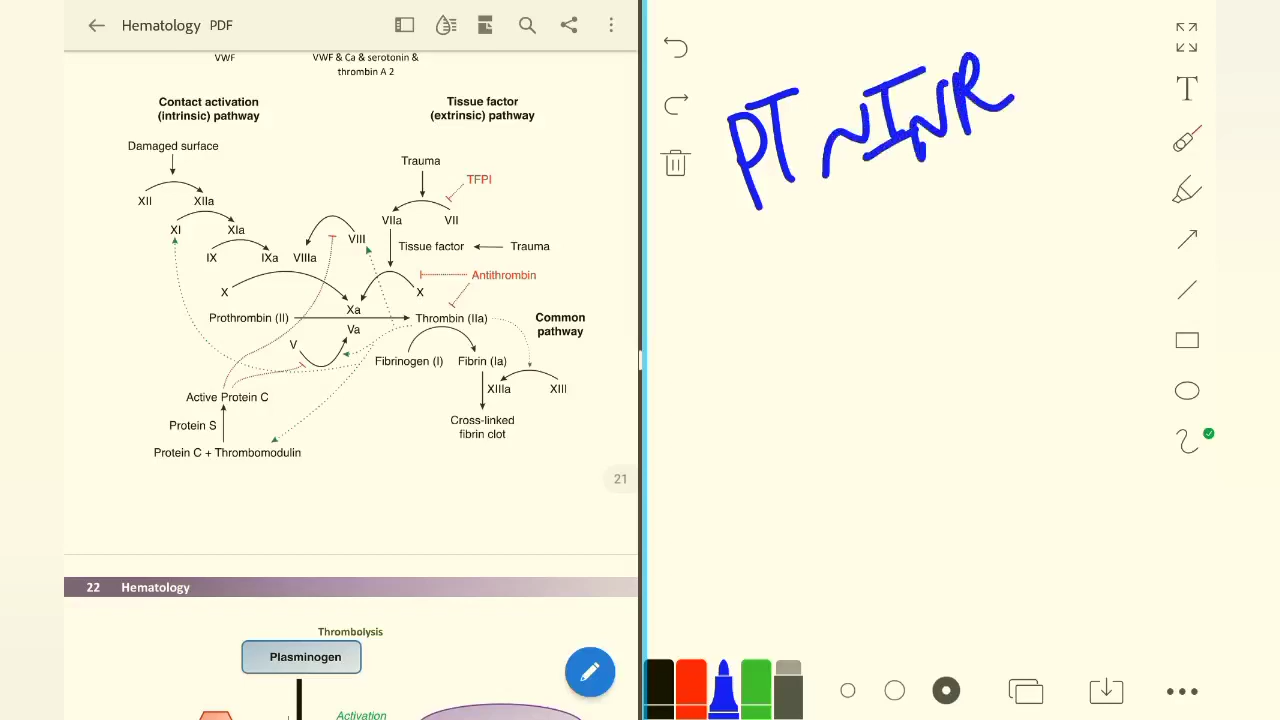 Hematology PDF
VWF
VWF & Ca & serotonin &
thrombin A 2
Contact activation
(intrinsic) pathway
Tissue factor
(extrinsic) pathway
Damaged surface
Trauma
TFPI
XII
XIIa
VIIa
VII
XI
XIa
VIII
Tissue factor
Trauma
IX
IXa
VIIIa
Antithrombin
X
X
Xa
Prothrombin (II)
Thrombin (IIa)
Common
pathway
Va
V
Fibrinogen (I)
Fibrin (Ia)
XIIIa
XIII
Active Protein C
Cross-linked
fibrin clot
Protein S
Protein C + Thrombomodulin
21
22 Hematology
Thrombolysis
Plasminogen
Activation
PT ~ INR
T